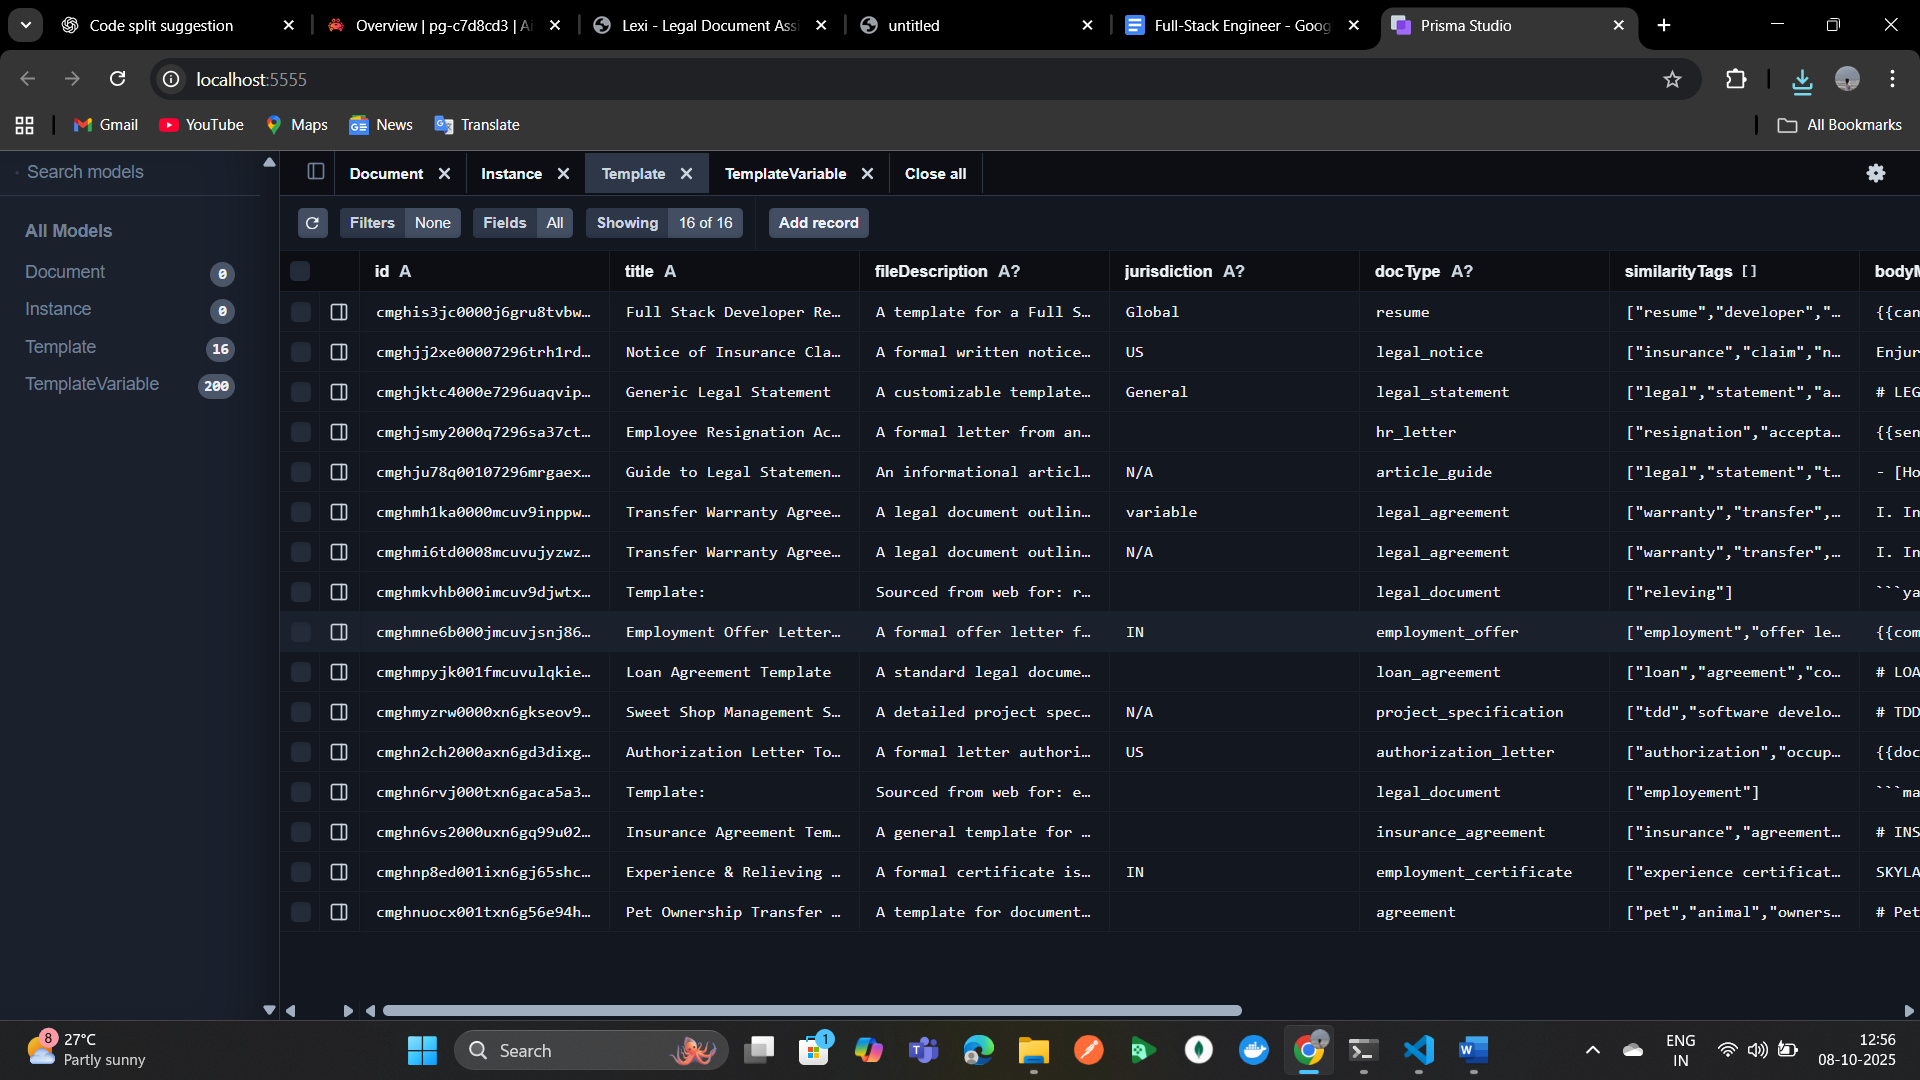 Code split suggestion
Overview | pg-c7d8cd3 | Ai
Lexi - Legal Document Assi
untitled
Full-Stack Engineer - Goog
Prisma Studio
localhost:5555
Gmail
YouTube
Maps
News
Translate
All Bookmarks
Search models
Document
Instance
Template
TemplateVariable
Close all
All Models
Document 0
Instance 0
Template 16
TemplateVariable 200
Filters None
Fields All
Showing 16 of 16
Add record
id A title A fileDescription A? jurisdiction A? docType A? similarityTags [] bodyM
cmghis3jc0000j6gru8tvbw… Full Stack Developer Re… A template for a Full S… Global resume ["resume","developer","… {{can
cmghjj2xe00007296trh1rd… Notice of Insurance Cla… A formal written notice… US legal_notice ["insurance","claim","n… Enjur
cmghjktc4000e7296uaqvip… Generic Legal Statement A customizable template… General legal_statement ["legal","statement","a… # LEG
cmghjsmy2000q7296sa37ct… Employee Resignation Ac… A formal letter from an… hr_letter ["resignation","accepta… {{sen
cmghju78q00107296mrgaex… Guide to Legal Statemen… An informational articl… N/A article_guide ["legal","statement","t… - [Ho
cmghmh1ka0000mcuv9inppw… Transfer Warranty Agree… A legal document outlin… variable legal_agreement ["warranty","transfer",… I. In
cmghmi6td0008mcuvujyzwz… Transfer Warranty Agree… A legal document outlin… N/A legal_agreement ["warranty","transfer",… I. In
cmghmkvhb000imcuv9djwtx… Template: Sourced from web for: r… legal_document ["releving"] ```ya
cmghmne6b000jmcuvjsnj86… Employment Offer Letter… A formal offer letter f… IN employment_offer ["employment","offer le… {{com
cmghmpyjk001fmcuvulqkie… Loan Agreement Template A standard legal docume… loan_agreement ["loan","agreement","co… # LOA
cmghmyzrw0000xn6gkseov9… Sweet Shop Management S… A detailed project spec… N/A project_specification ["tdd","software develo… # TDD
cmghn2ch2000axn6gd3dixg… Authorization Letter To… A formal letter authori… US authorization_letter ["authorization","occup… {{doc
cmghn6rvj000txn6gaca5a3… Template: Sourced from web for: e… legal_document ["employement"] ```ma
cmghn6vs2000uxn6gq99u02… Insurance Agreement Tem… A general template for … insurance_agreement ["insurance","agreement… # INS
cmghnp8ed001ixn6gj65shc… Experience & Relieving … A formal certificate is… IN employment_certificate ["experience certificat… SKYLA
cmghnuocx001txn6g56e94h… Pet Ownership Transfer … A template for document… agreement ["pet","animal","owners… # Pet
8
27°C
Partly sunny
Search
1
ENG
IN
12:56
08-10-2025